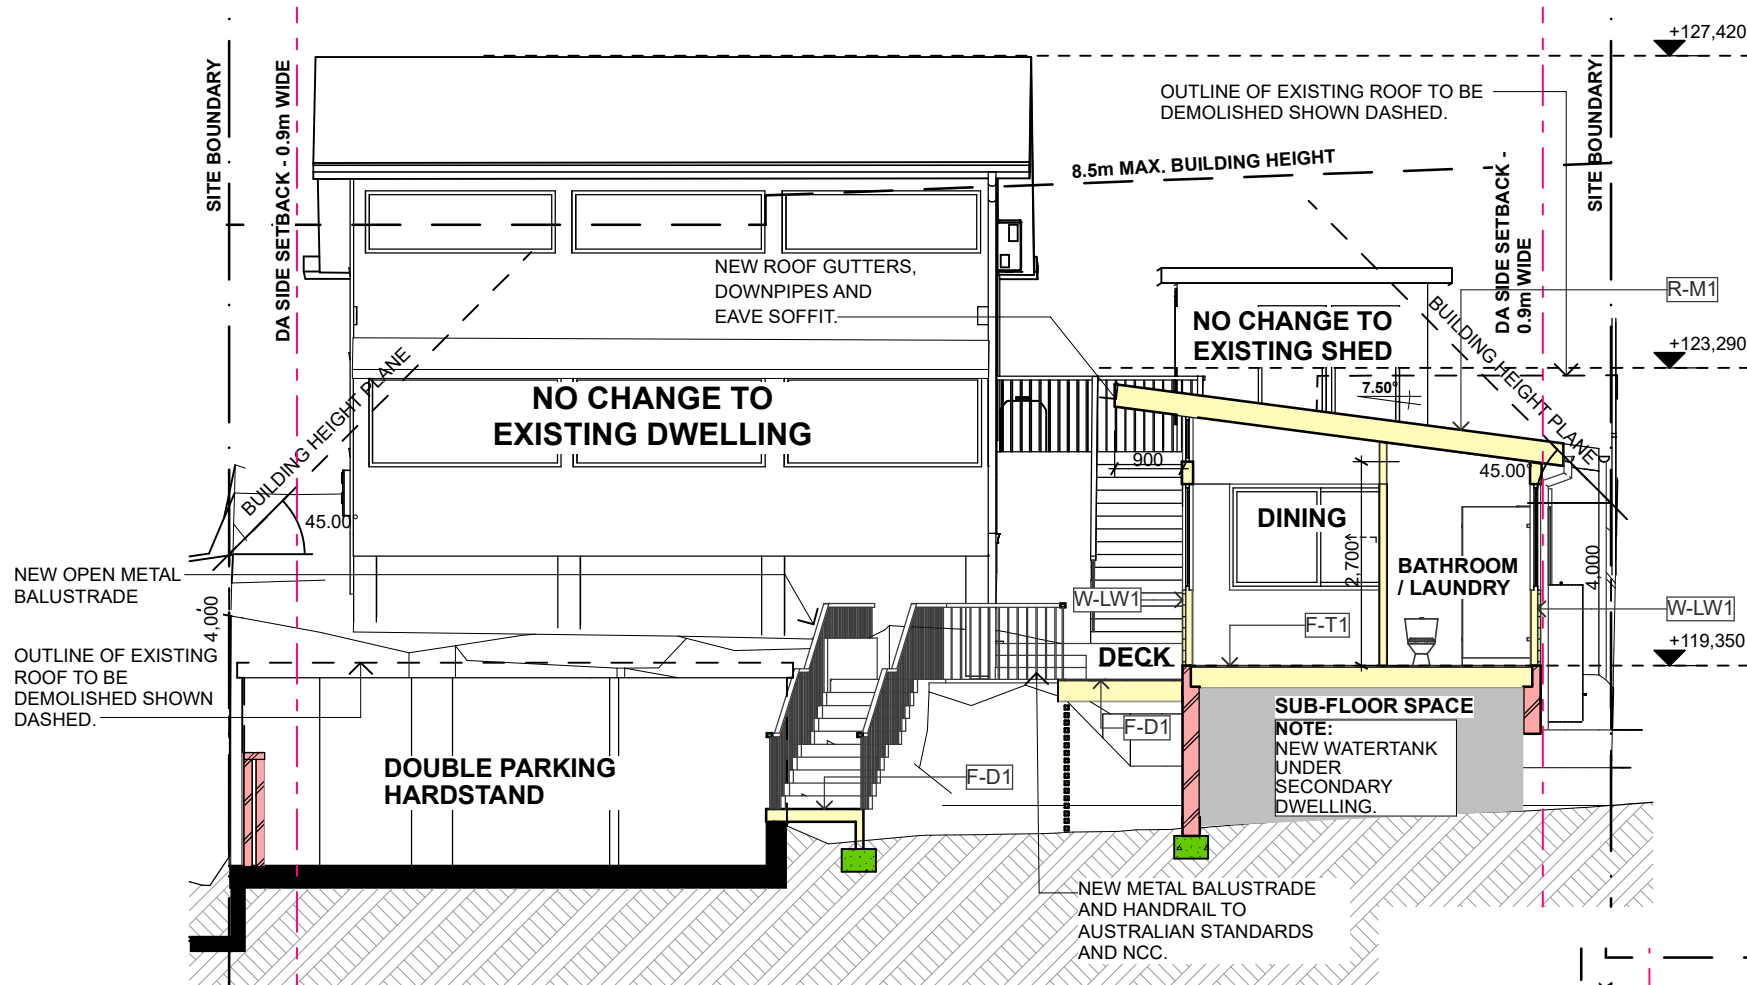 +127,420
SITE BOUNDARY
DA SIDE SETBACK - 0.9m WIDE
OUTLINE OF EXISTING ROOF TO BE
DEMOLISHED SHOWN DASHED.
SITE BOUNDARY
8.5m MAX. BUILDING HEIGHT
DA SIDE SETBACK -
0.9m WIDE
NEW ROOF GUTTERS,
DOWNPIPES AND
EAVE SOFFIT.
R-M1
NO CHANGE TO
EXISTING SHED
BUILDING HEIGHT PLANE
+123,290
BUILDING HEIGHT PLANE
7.50°
NO CHANGE TO
EXISTING DWELLING
900
45.00°
45.00°
DINING
2,700
BATHROOM
/ LAUNDRY
4,000
NEW OPEN METAL
BALUSTRADE
4,000
W-LW1
W-LW1
F-T1
+119,350
OUTLINE OF EXISTING
ROOF TO BE
DEMOLISHED SHOWN
DASHED.
DECK
SUB-FLOOR SPACE
NOTE:
NEW WATERTANK
UNDER
SECONDARY
DWELLING.
F-D1
DOUBLE PARKING
HARDSTAND
F-D1
NEW METAL BALUSTRADE
AND HANDRAIL TO
AUSTRALIAN STANDARDS
AND NCC.